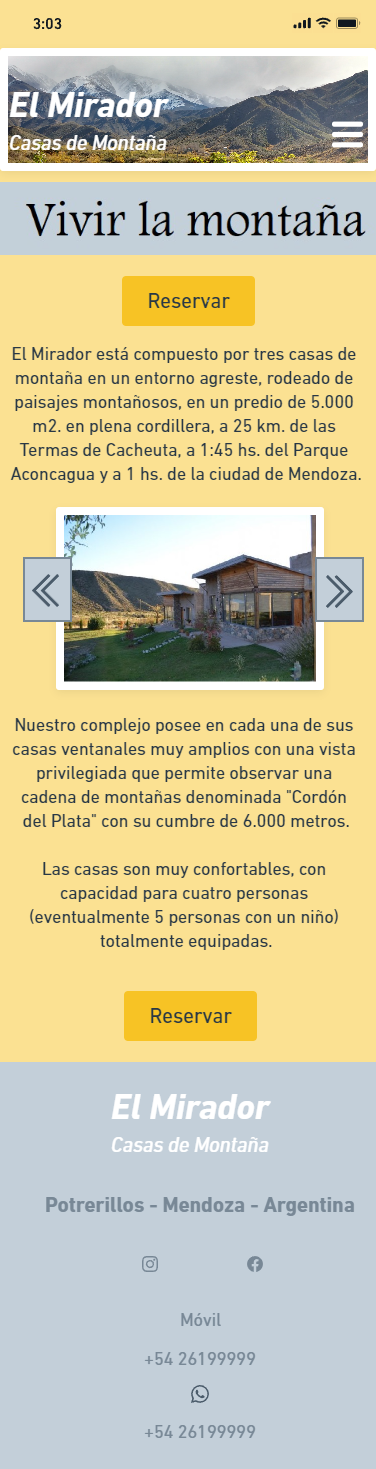 3:03
El Mirador
Casas de Montaña
Vivir la montaña
Reservar
El Mirador está compuesto por tres casas de
montaña en un entorno agreste, rodeado de
paisajes montañosos, en un predio de 5.000
m2. en plena cordillera, a 25 km. de las
Termas de Cacheuta, a 1:45 hs. del Parque
Aconcagua y a 1 hs. de la ciudad de Mendoza.
Nuestro complejo posee en cada una de sus
casas ventanales muy amplios con una vista
privilegiada que permite observar una
cadena de montañas denominada "Cordón
del Plata" con su cumbre de 6.000 metros.
Las casas son muy confortables, con
capacidad para cuatro personas
(eventualmente 5 personas con un niño)
totalmente equipadas.
Reservar
El Mirador
Casas de Montaña
Potrerillos - Mendoza - Argentina
Móvil
+54 26199999
+54 26199999